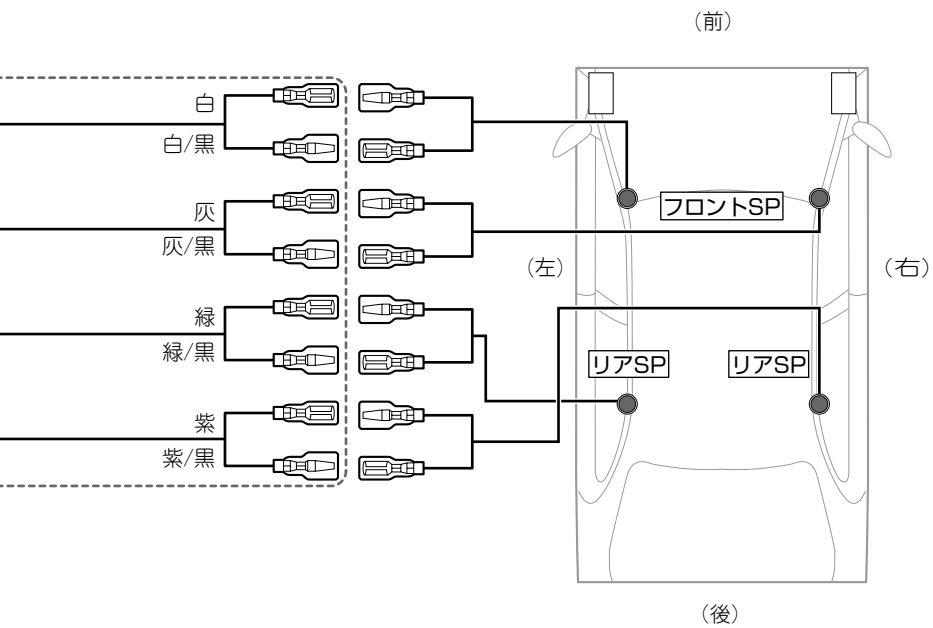 （前）
白
白/黒
灰
灰/黒
フロントSP
（左）
（右）
緑
緑/黒
リアSP
リアSP
紫
紫/黒
（後）